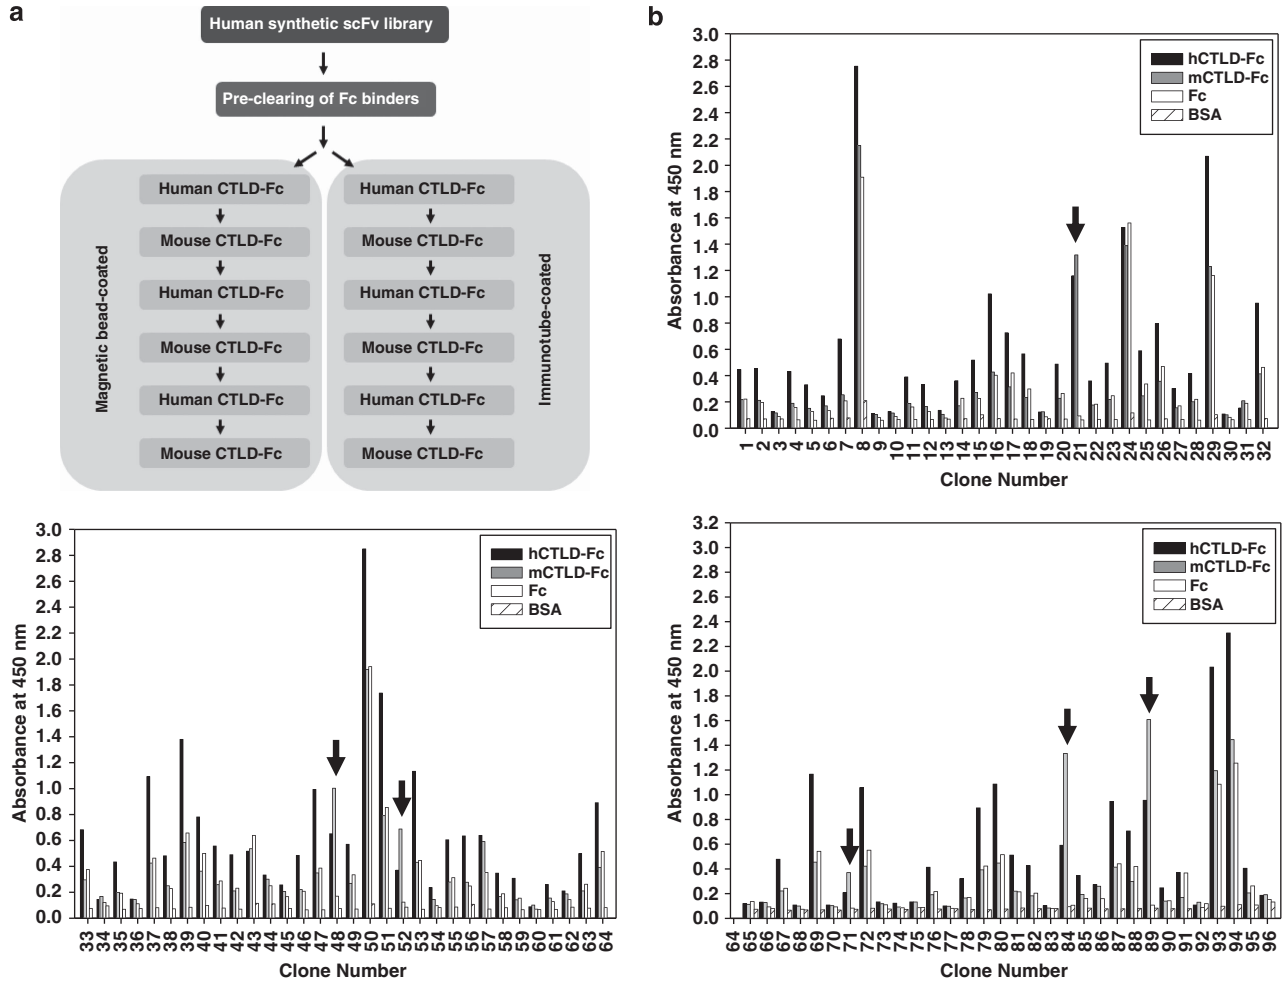 a
Human synthetic scFv library
Pre-clearing of Fc binders
Magnetic bead-coated
Human CTLD-Fc
Mouse CTLD-Fc
Human CTLD-Fc
Mouse CTLD-Fc
Human CTLD-Fc
Mouse CTLD-Fc
Human CTLD-Fc
Mouse CTLD-Fc
Human CTLD-Fc
Mouse CTLD-Fc
Human CTLD-Fc
Mouse CTLD-Fc
Immunotube-coated
b
Absorbance at 450 nm
3.0
2.8
2.6
2.4
2.2
2.0
1.8
1.6
1.4
1.2
1.0
0.8
0.6
0.4
0.2
0.0
hCTLD-Fc
mCTLD-Fc
Fc
BSA
1 2 3 4 5 6 7 8 9 10 11 12 13 14 15 16 17 18 19 20 21 22 23 24 25 26 27 28 29 30 31 32
Clone Number
Absorbance at 450 nm
3.0
2.8
2.6
2.4
2.2
2.0
1.8
1.6
1.4
1.2
1.0
0.8
0.6
0.4
0.2
0.0
hCTLD-Fc
mCTLD-Fc
Fc
BSA
33 34 35 36 37 38 39 40 41 42 43 44 45 46 47 48 49 50 51 52 53 54 55 56 57 58 59 60 61 62 63 64
Clone Number
Absorbance at 450 nm
3.2
3.0
2.8
2.6
2.4
2.2
2.0
1.8
1.6
1.4
1.2
1.0
0.8
0.6
0.4
0.2
0.0
hCTLD-Fc
mCTLD-Fc
Fc
BSA
64 65 66 67 68 69 70 71 72 73 74 75 76 77 78 79 80 81 82 83 84 85 86 87 88 89 90 91 92 93 94 95 96
Clone Number